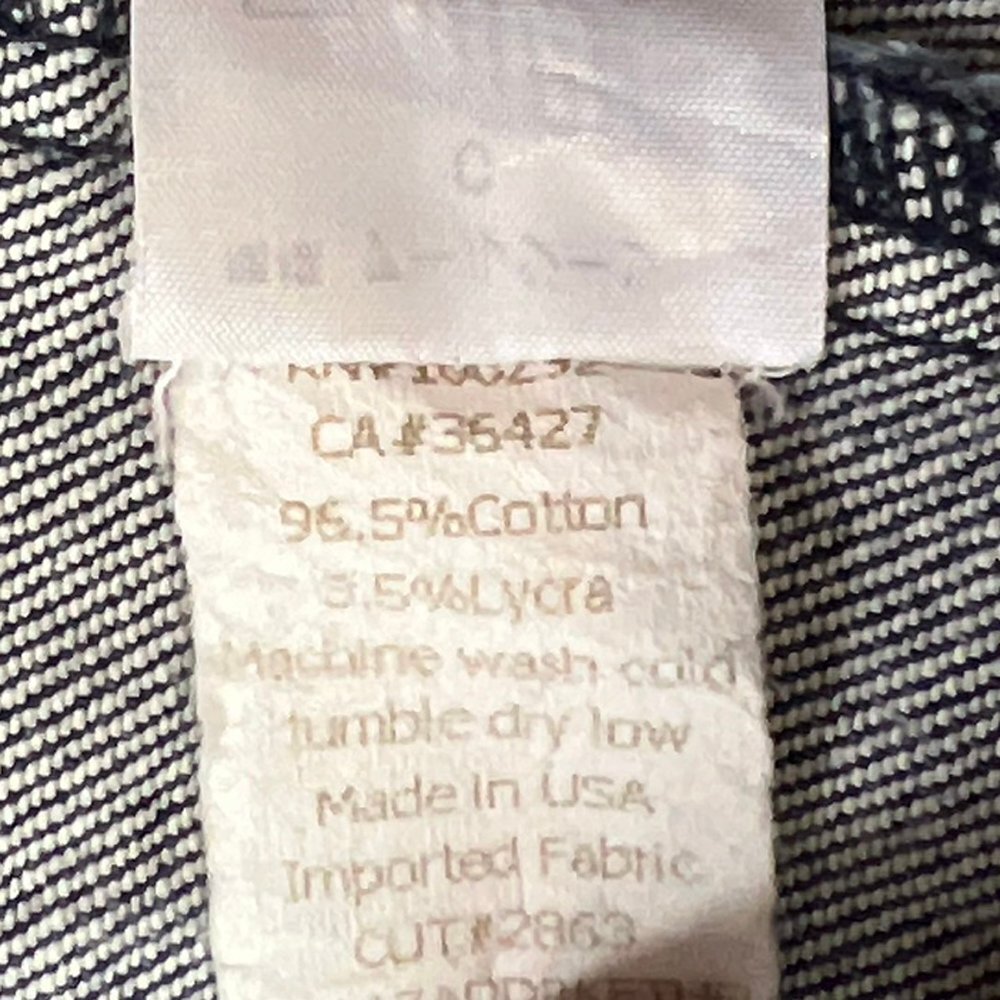 CA#35427
96.5%Cotton
3.5%Lycra
Machine wash cold
tumble dry low
Made in USA
Imported Fabric
CUT#2863